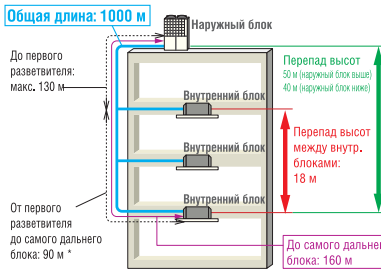 Общая длина: 1000 м
Наружный блок
До первого
разветвителя:
макс. 130 м
Перепад высот
50 м (наружный блок выше)
40 м (наружный блок ниже)
Внутренний блок
Перепад высот
между внутр.
блоками:
18 м
Внутренний блок
Внутренний блок
От первого
разветвителя
до самого дальнего
блока: 90 м *
До самого дальнег
блока: 160 м